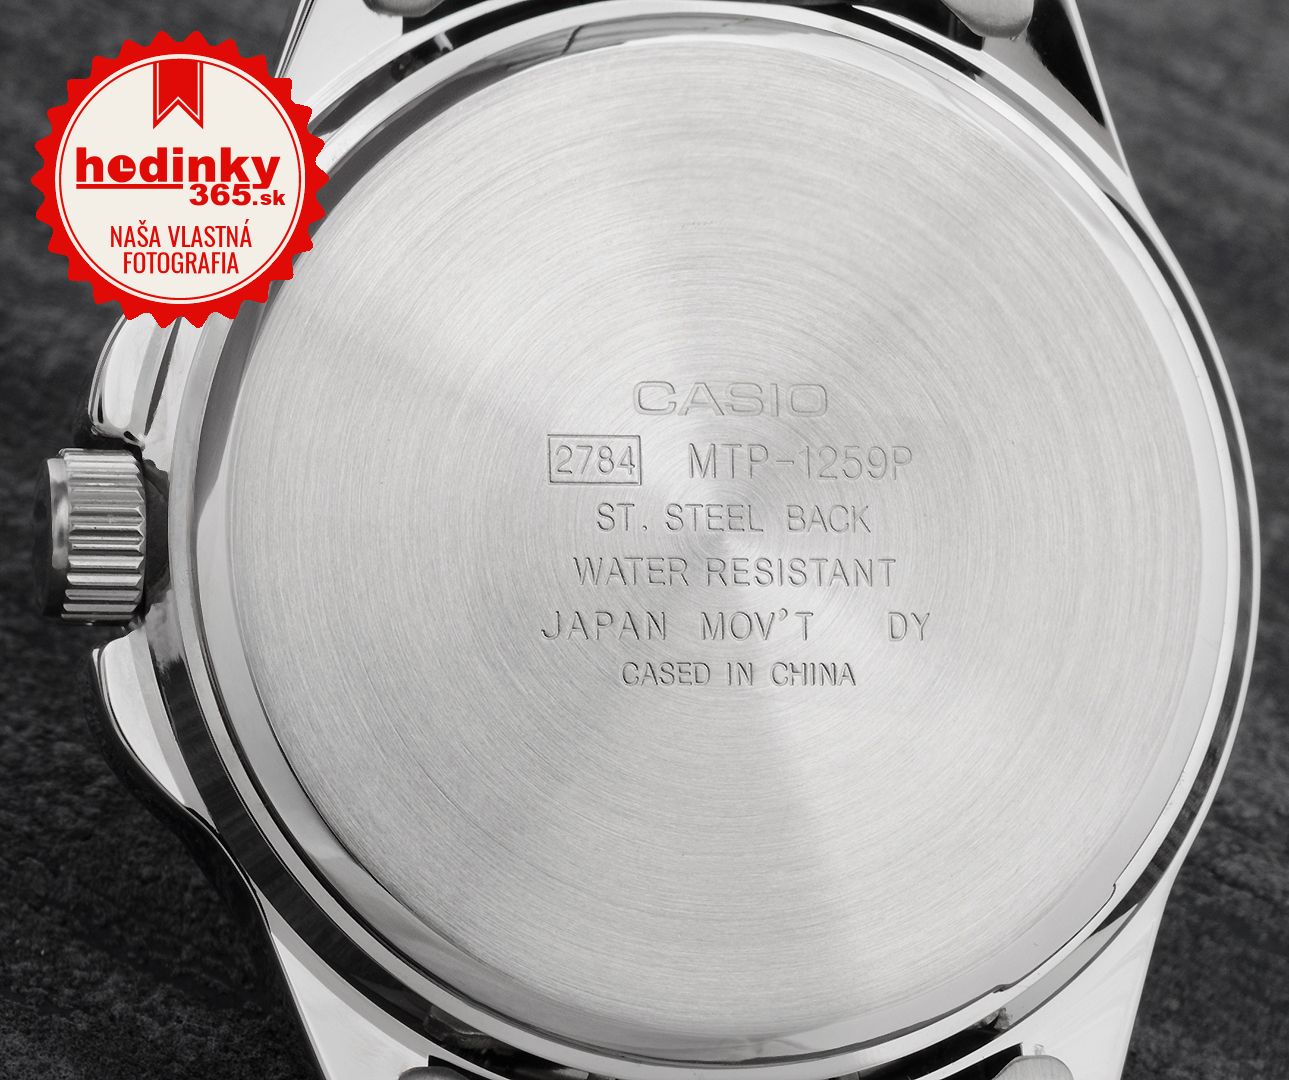 hodinky
365.sk
NAŠA VLASTNÁ
FOTOGRAFIA
CASIO
2784 MTP-1259P
ST. STEEL BACK
WATER RESISTANT
JAPAN MOV'T DY
CASED IN CHINA